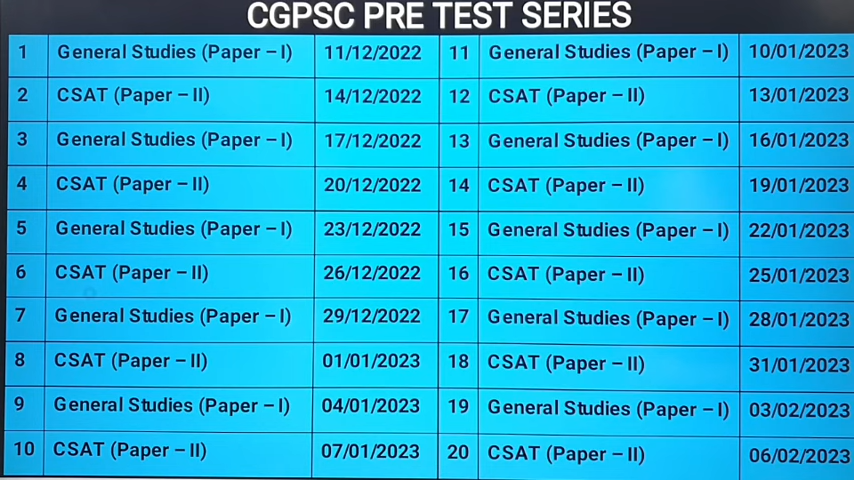 CGPSC PRE TEST SERIES
1 General Studies (Paper – I) 11/12/2022 11 General Studies (Paper – I) 10/01/2023
2 CSAT (Paper – II) 14/12/2022 12 CSAT (Paper – II) 13/01/2023
3 General Studies (Paper – I) 17/12/2022 13 General Studies (Paper – I) 16/01/2023
4 CSAT (Paper – II) 20/12/2022 14 CSAT (Paper – II) 19/01/2023
5 General Studies (Paper – I) 23/12/2022 15 General Studies (Paper – I) 22/01/2023
6 CSAT (Paper – II) 26/12/2022 16 CSAT (Paper – II) 25/01/2023
7 General Studies (Paper – I) 29/12/2022 17 General Studies (Paper – I) 28/01/2023
8 CSAT (Paper – II) 01/01/2023 18 CSAT (Paper – II) 31/01/2023
9 General Studies (Paper – I) 04/01/2023 19 General Studies (Paper – I) 03/02/2023
10 CSAT (Paper – II) 07/01/2023 20 CSAT (Paper – II) 06/02/2023